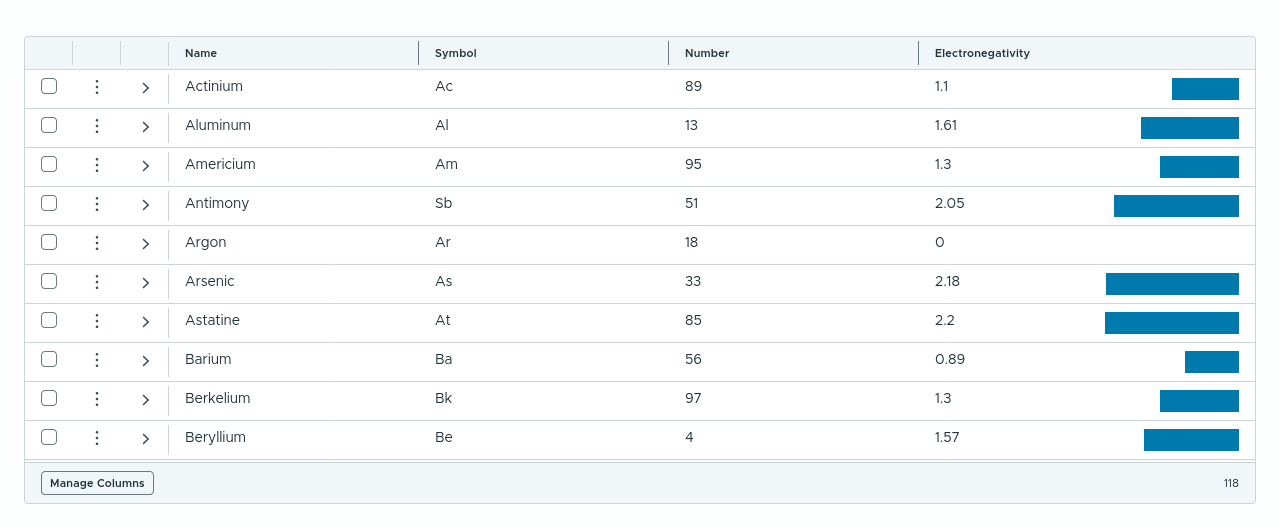 Name Symbol Number Electronegativity
Actinium Ac 89 1.1
Aluminum Al 13 1.61
Americium Am 95 1.3
Antimony Sb 51 2.05
Argon Ar 18 0
Arsenic As 33 2.18
Astatine At 85 2.2
Barium Ba 56 0.89
Berkelium Bk 97 1.3
Beryllium Be 4 1.57
Manage Columns 118